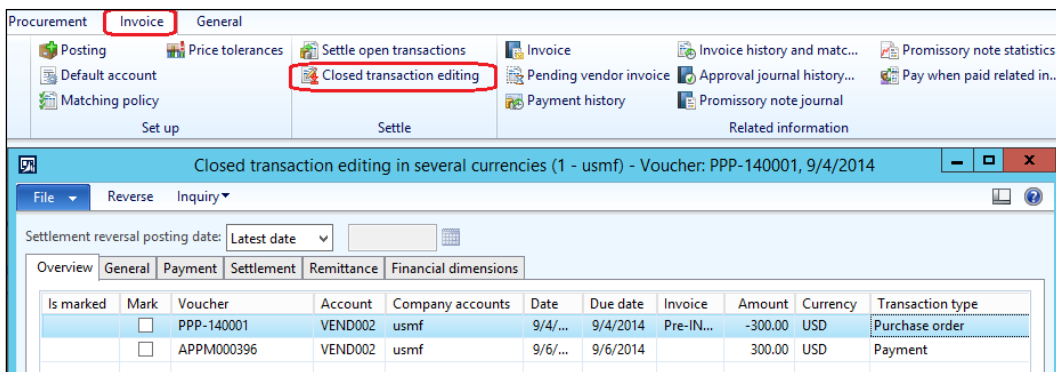 Procurement Invoice General
Posting Price tolerances Settle open transactions Invoice Invoice history and matc... Promissory note statistics
Default account Closed transaction editing Pending vendor invoice Approval journal history... Pay when paid related in...
Matching policy Payment history Promissory note journal
Set up Settle Related information
Closed transaction editing in several currencies (1 - usmf) - Voucher: PPP-140001, 9/4/2014
File Reverse Inquiry
Settlement reversal posting date: Latest date
Overview General Payment Settlement Remittance Financial dimensions
Is marked Mark Voucher Account Company accounts Date Due date Invoice Amount Currency Transaction type
PPP-140001 VEND002 usmf 9/4/... 9/4/2014 Pre-IN... -300.00 USD Purchase order
APPM000396 VEND002 usmf 9/6/... 9/6/2014 300.00 USD Payment